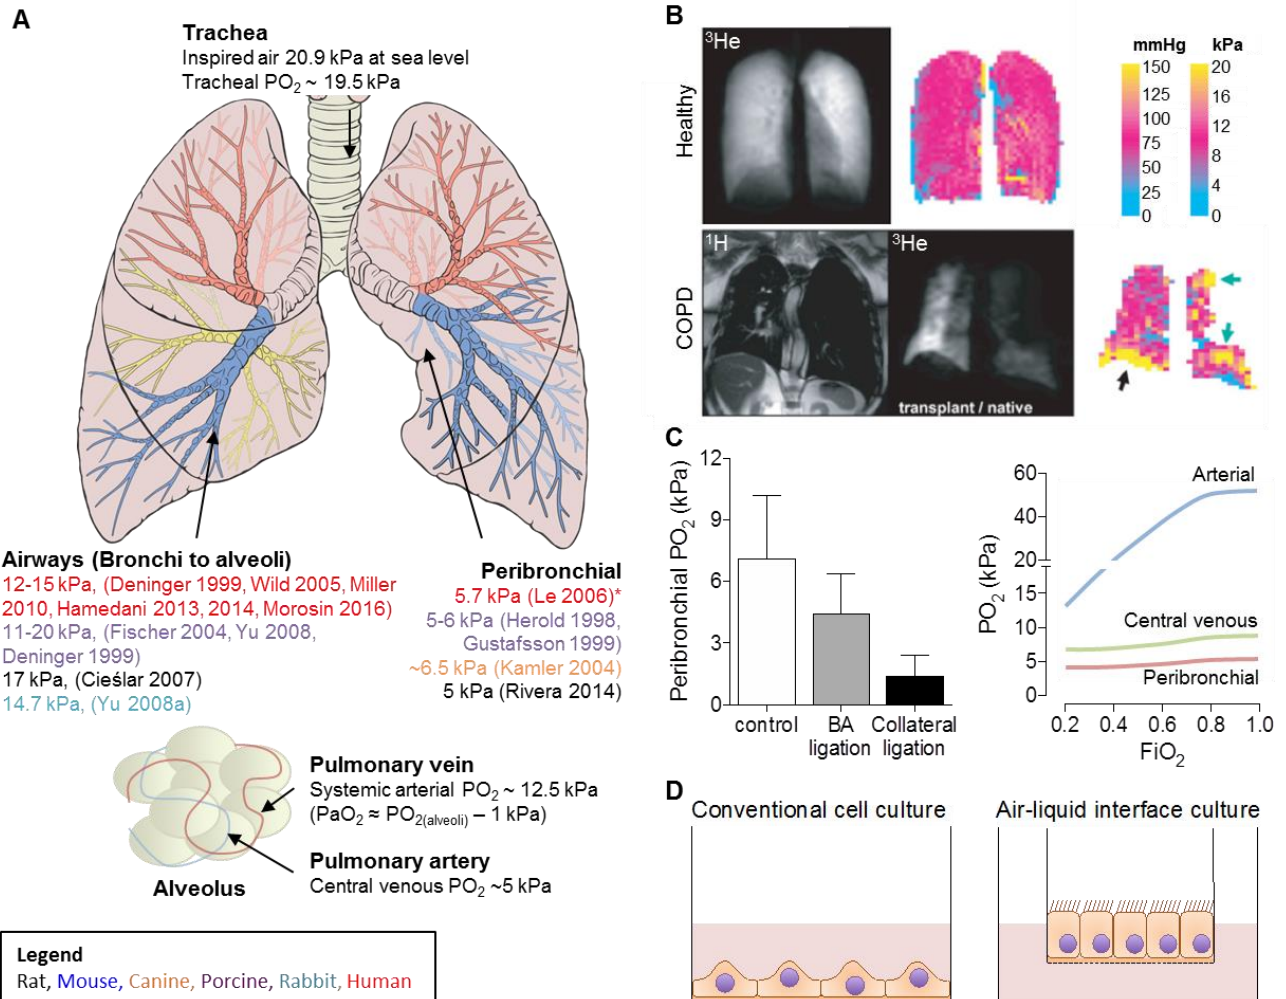 A
Trachea
Inspired air 20.9 kPa at sea level
Tracheal PO2 ~ 19.5 kPa
Airways (Bronchi to alveoli)
12-15 kPa, (Deninger 1999, Wild 2005, Miller
2010, Hamedani 2013, 2014, Morosin 2016)
11-20 kPa, (Fischer 2004, Yu 2008,
Deninger 1999)
17 kPa, (Cieślar 2007)
14.7 kPa, (Yu 2008a)
Peribronchial
5.7 kPa (Le 2006)*
5-6 kPa (Herold 1998,
Gustafsson 1999)
~6.5 kPa (Kamler 2004)
5 kPa (Rivera 2014)
Pulmonary vein
Systemic arterial PO2 ~ 12.5 kPa
(PaO2 ≈ PO2(alveoli) – 1 kPa)
Pulmonary artery
Central venous PO2 ~5 kPa
Alveolus
Legend
Rat, Mouse, Canine, Porcine, Rabbit, Human
B
Healthy
3He
mmHg kPa
150 20
125 16
100 12
75 8
50
25 4
0 0
COPD
1H
3He
transplant / native
C
Peribronchial PO2 (kPa)
12
9
6
3
0
control
BA
ligation
Collateral
ligation
PO2 (kPa)
60
40
20
15
10
5
0
Arterial
Central venous
Peribronchial
0.2 0.4 0.6 0.8 1.0
FiO2
D
Conventional cell culture
Air-liquid interface culture